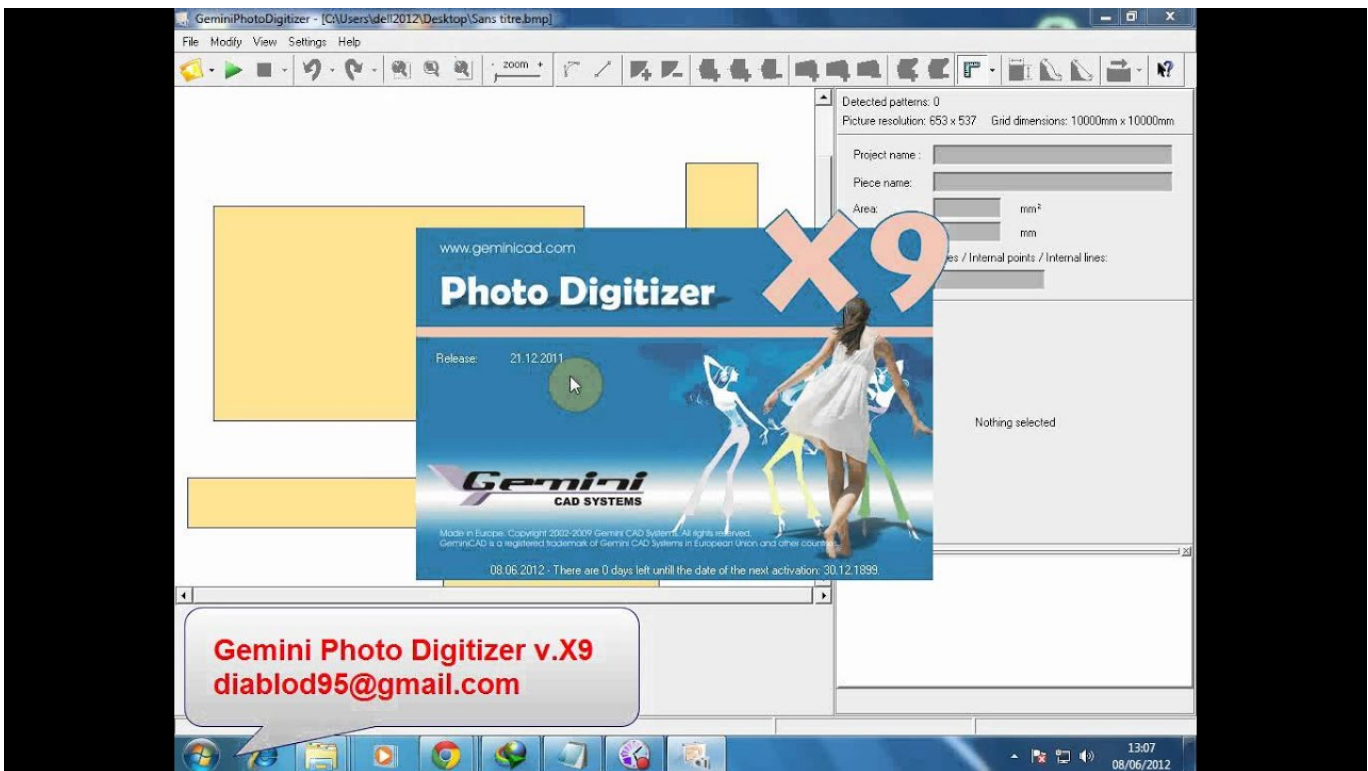 GeminiPhotoDigitizer - [C:\Users\dell2012\Desktop\Sans titre.bmp]
File Modify View Settings Help
zoom +
Detected patterns: 0
Picture resolution: 653 x 537 Grid dimensions: 10000mm x 10000mm
Project name :
Piece name:
Area:
mm²
mm
es / Internal points / Internal lines:
www.geminicad.com
X9
Photo Digitizer
Release: 21.12.2011
Nothing selected
Gemini
CAD SYSTEMS
Made in Europe. Copyright 2002-2009 Gemini CAD Systems. All rights reserved.
GeminiCAD is a registered trademark of Gemini CAD Systems in European Union and other countries.
08.06.2012 - There are 0 days left untill the date of the next activation: 30.12.1899.
Gemini Photo Digitizer v.X9
diablod95@gmail.com
13:07
08/06/2012